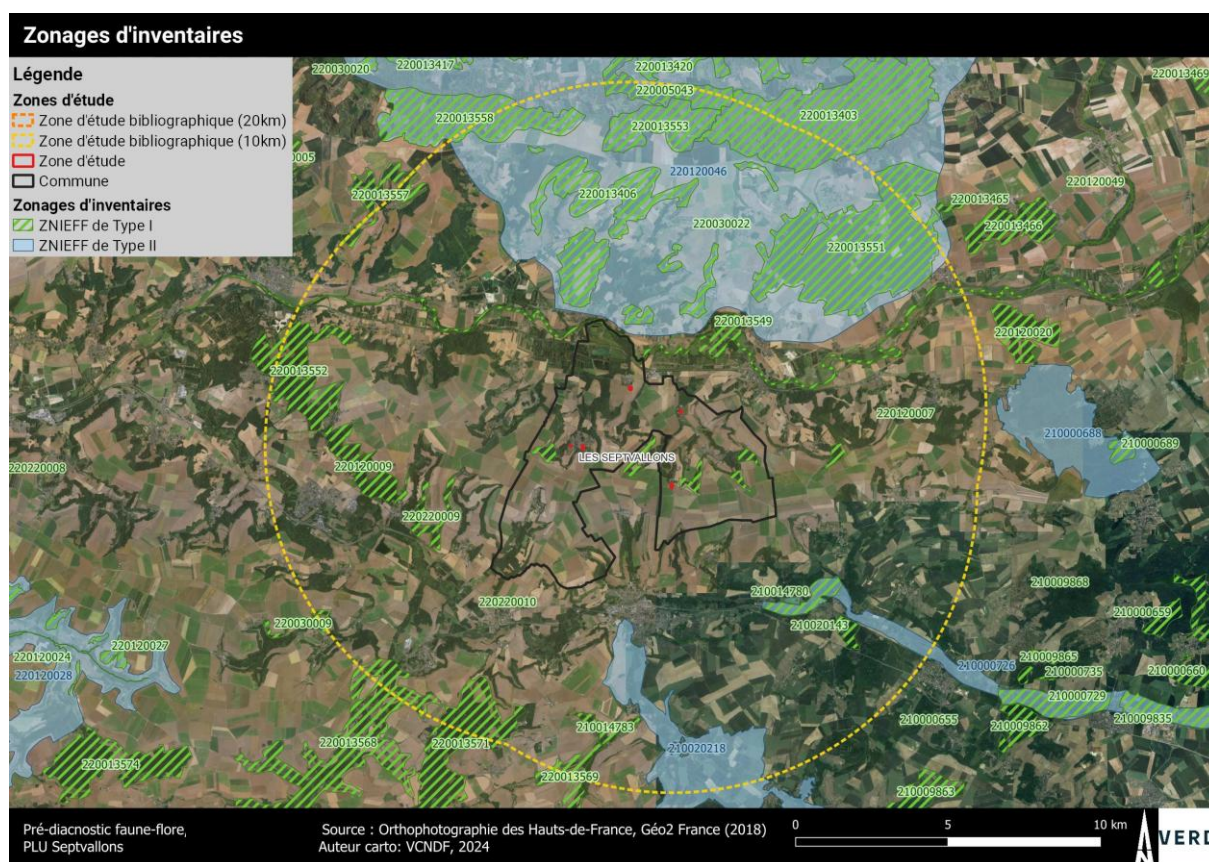 Zonages d'inventaires
Légende
Zones d'étude
Zone d'étude bibliographique (20km)
Zone d'étude bibliographique (10km)
Zone d'étude
Commune
Zonages d'inventaires
ZNIEFF de Type I
ZNIEFF de Type II
220030020
220013417
220013420
220013469
220005043
220013558
220013553
220013403
0005
220120046
220120049
220013557
220013406
220013465
220030022
220013466
220013551
220013549
220120020
220013552
220120007
210000688
210000689
LES SEPTVALLONS
220220008
220120009
220220009
210014780
210009868
220220010
210000659
220030009
210020143
220120027
220120024
210009865
210000660
220120028
210000726
210000735
210000729
210014783
210000655
210009835
220013568
220013571
210009862
210020218
220013574
220013569
210009863
Pré-diacnostic faune-flore,
PLU Septvallons
Source : Orthophotographie des Hauts-de-France, Géo2 France (2018)
Auteur carto: VCNDF, 2024
0 5 10 km
N
VERD